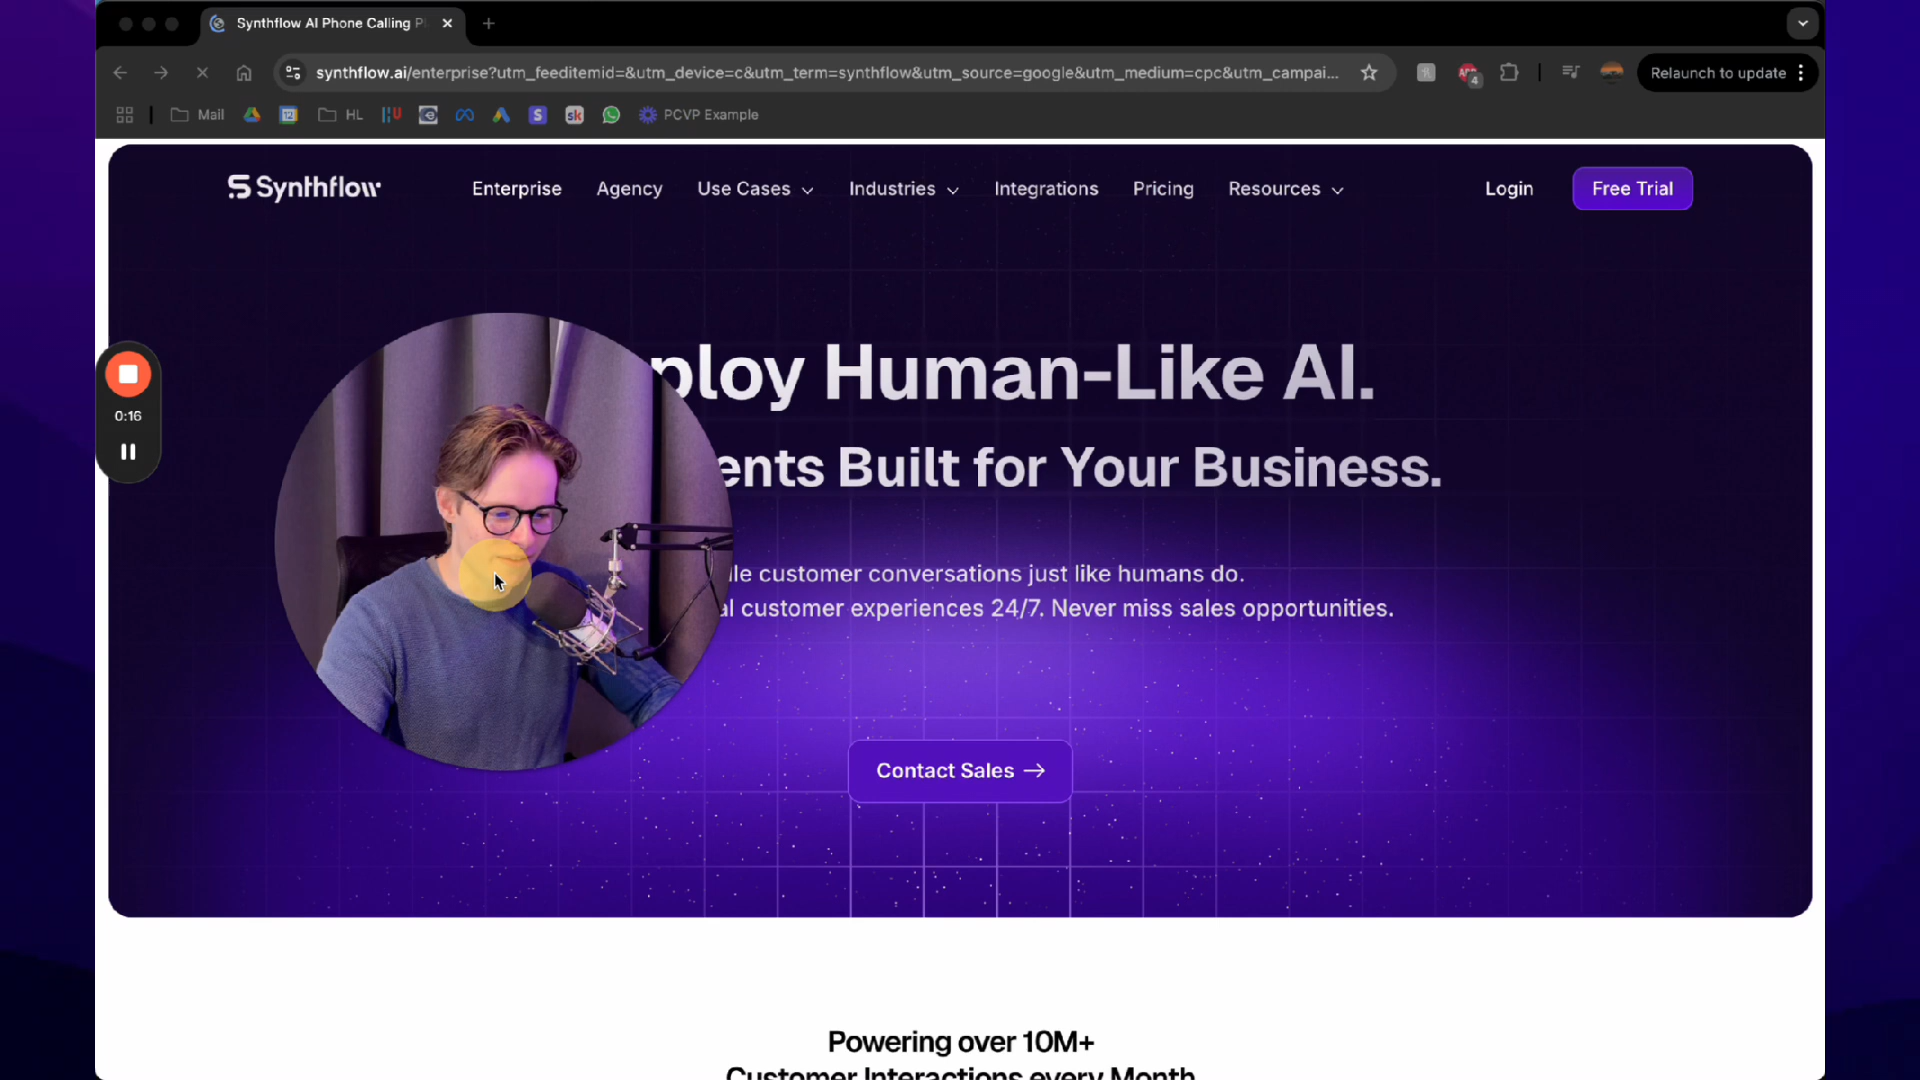 Synthflow AI Phone Calling
synthflow.ai/enterprise?utm_feeditemid=&utm_device=c&utm_term=synthflow&utm_source=google&utm_medium=cpc&utm_campai...
4
Relaunch to update
Mail
12
HL
S
sk
PCVP Example
Synthflow
Enterprise
Agency
Use Cases
Industries
Integrations
Pricing
Resources
Login
Free Trial
ploy Human-Like AI.
ents Built for Your Business.
le customer conversations just like humans do.
al customer experiences 24/7. Never miss sales opportunities.
0:16
Contact Sales →
Powering over 10M+
Customer Interactions every Month